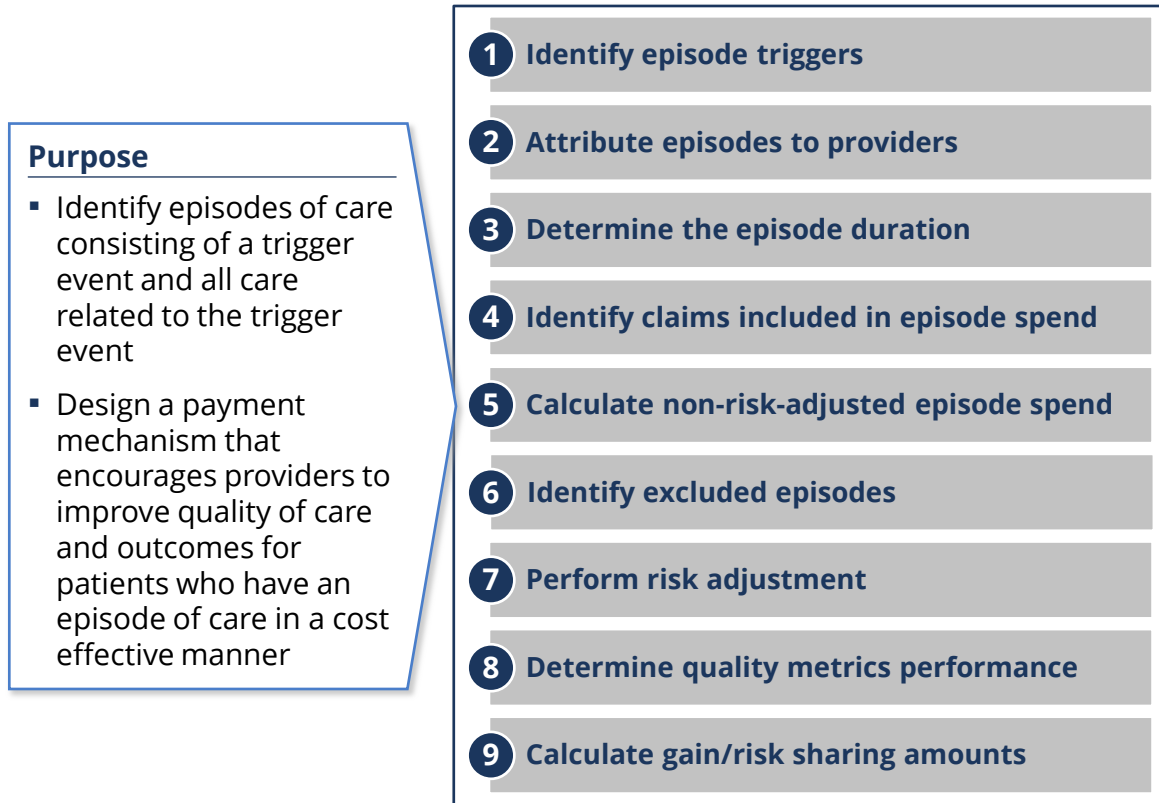 Purpose
▪ Identify episodes of care
consisting of a trigger
event and all care
related to the trigger
event
▪ Design a payment
mechanism that
encourages providers to
improve quality of care
and outcomes for
patients who have an
episode of care in a cost
effective manner
1 Identify episode triggers
2 Attribute episodes to providers
3 Determine the episode duration
4 Identify claims included in episode spend
5 Calculate non-risk-adjusted episode spend
6 Identify excluded episodes
7 Perform risk adjustment
8 Determine quality metrics performance
9 Calculate gain/risk sharing amounts